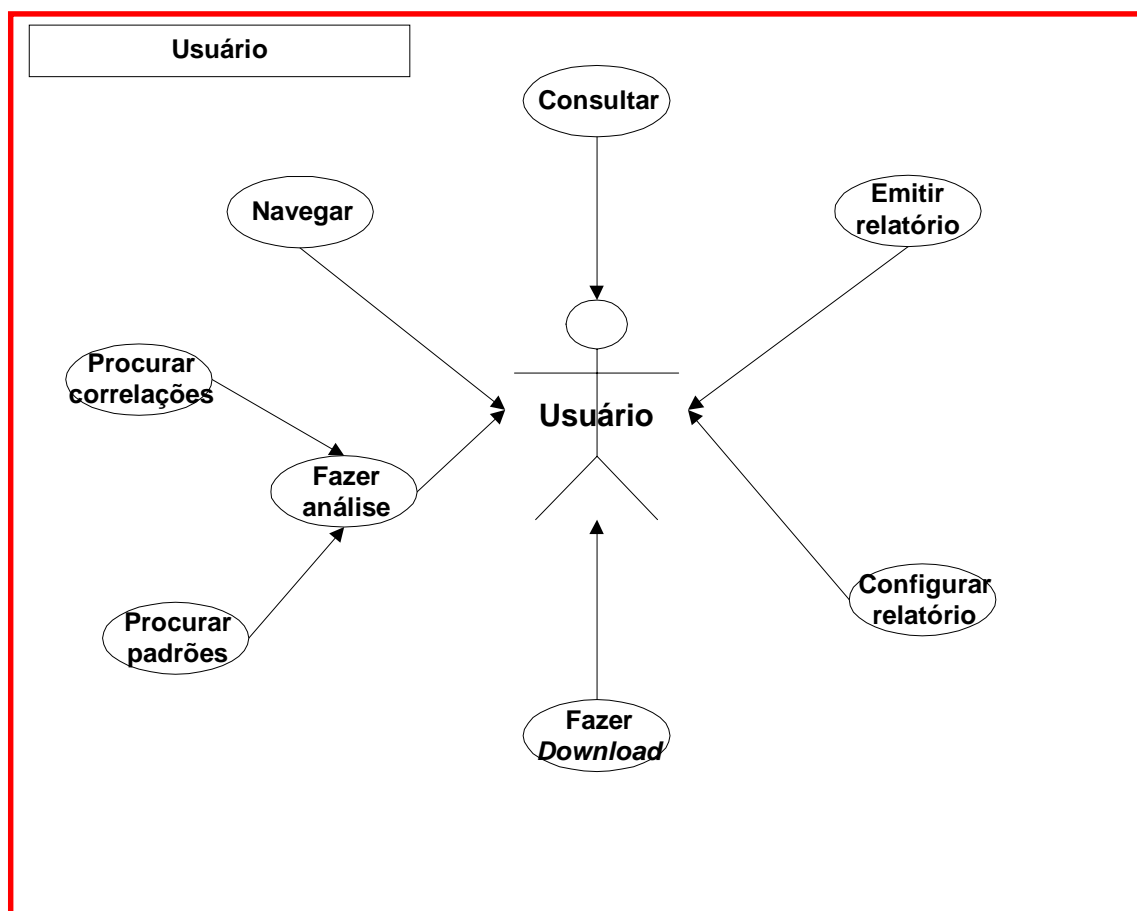 Usuário
Consultar
Navegar
Emitir
relatório
Procurar
correlações
Usuário
Fazer
análise
Configurar
relatório
Procurar
padrões
Fazer
Download